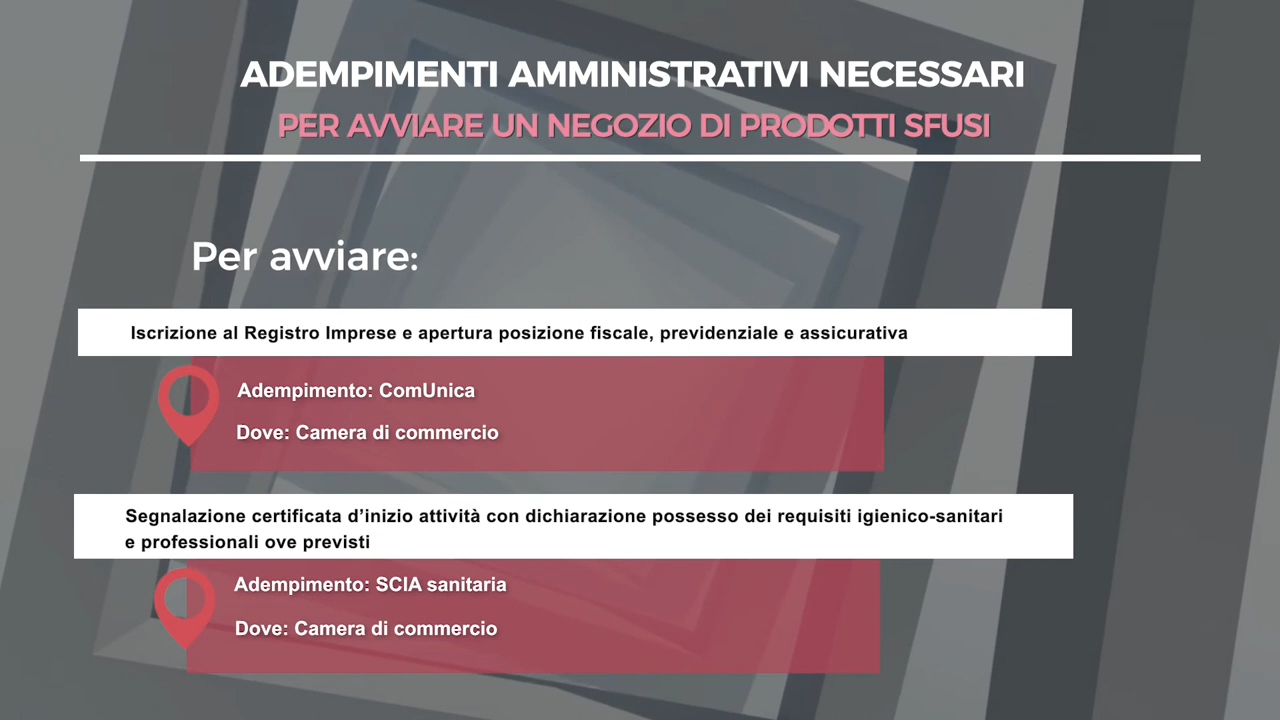 ADEMPIMENTI AMMINISTRATIVI NECESSARI
PER AVVIARE UN NEGOZIO DI PRODOTTI SFUSI
Per avviare:
Iscrizione al Registro Imprese e apertura posizione fiscale, previdenziale e assicurativa
Adempimento: ComUnica
Dove: Camera di commercio
Segnalazione certificata d’inizio attività con dichiarazione possesso dei requisiti igienico-sanitari
e professionali ove previsti
Adempimento: SCIA sanitaria
Dove: Camera di commercio